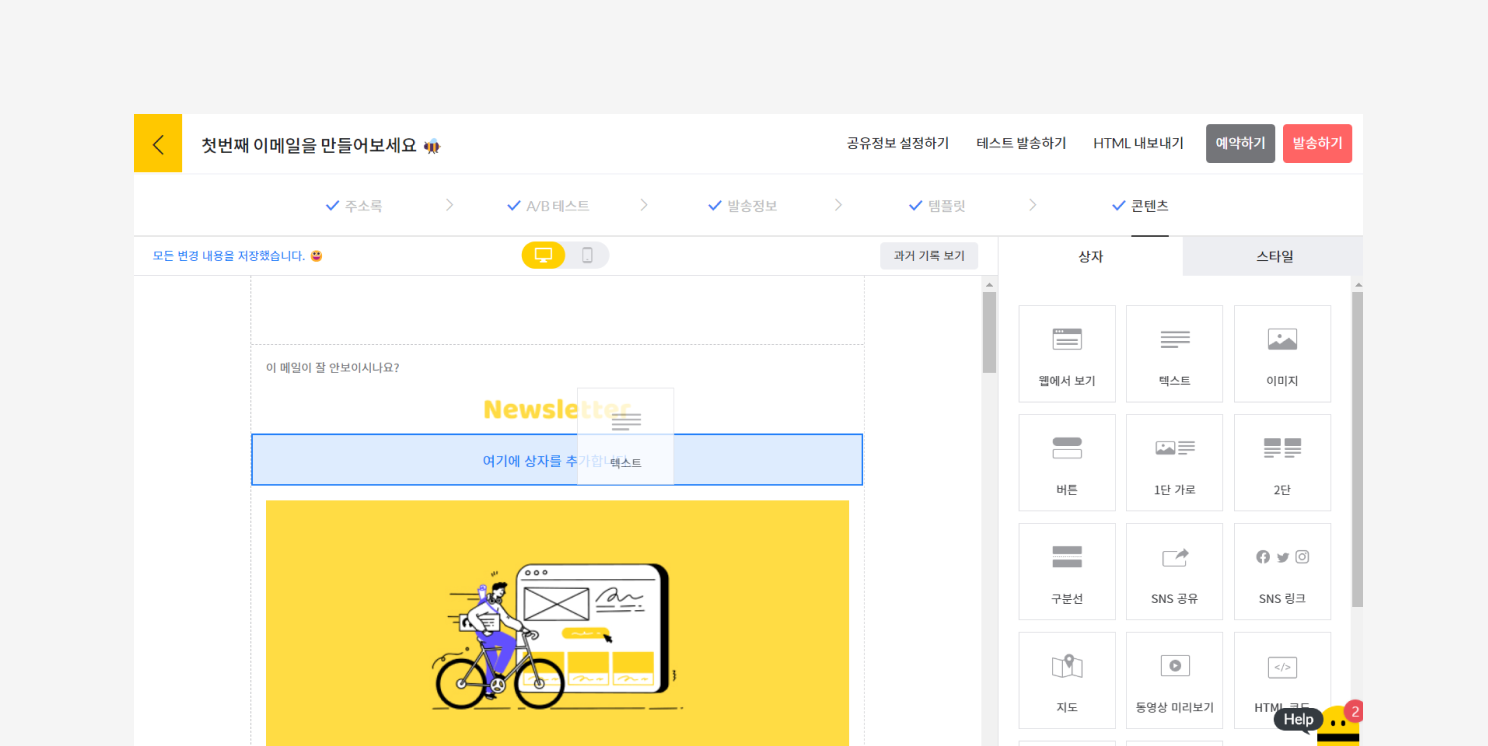 첫번째 이메일을 만들어보세요 🐝
공유정보 설정하기 테스트 발송하기 HTML 내보내기 예약하기 발송하기
주소록 A/B 테스트 발송정보 템플릿 콘텐츠
모든 변경 내용을 저장했습니다. 😃
과거 기록 보기
상자 스타일
이 메일이 잘 안보이시나요?
Newsletter
여기에 상자를 추가합니다
텍스트
웹에서 보기 텍스트 이미지
버튼 1단 가로 2단
구분선 SNS 공유 SNS 링크
지도 동영상 미리보기 HTML 코드
Help 2